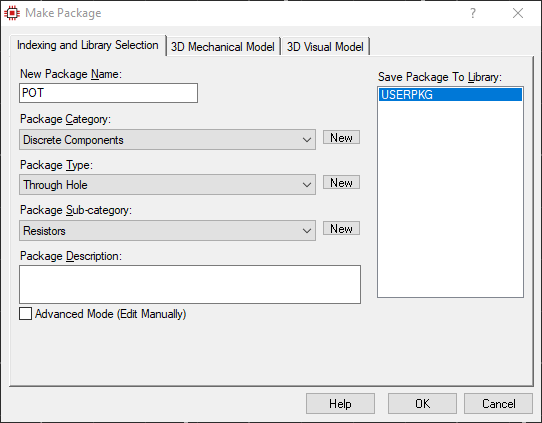 Make Package
?
Indexing and Library Selection
3D Mechanical Model
3D Visual Model
New Package Name:
POT
Package Category:
Discrete Components
New
Package Type:
Through Hole
New
Package Sub-category:
Resistors
New
Package Description:
Advanced Mode (Edit Manually)
Save Package To Library:
USERPKG
Help
OK
Cancel